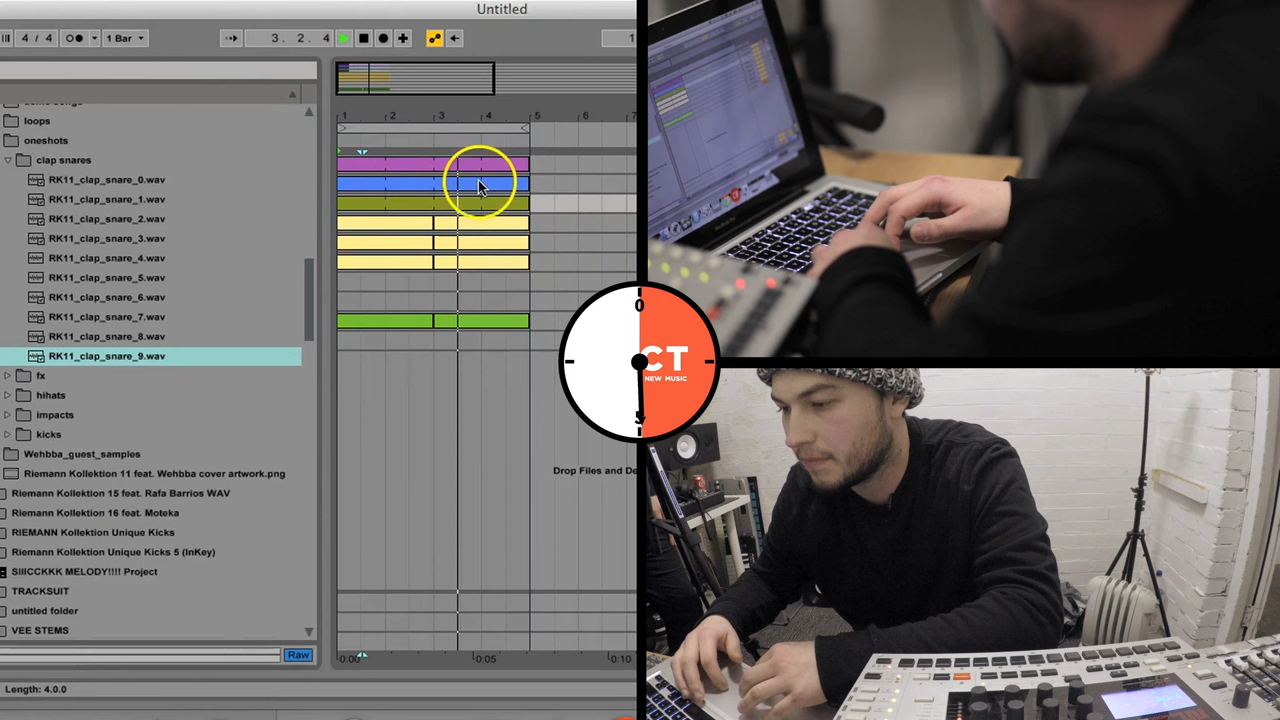 Untitled
4 / 4
1 Bar
3. 2. 4
1
1 2 3 4 5 6 7
loops
oneshots
clap snares
RK11_clap_snare_0.wav
RK11_clap_snare_1.wav
RK11_clap_snare_2.wav
RK11_clap_snare_3.wav
RK11_clap_snare_4.wav
RK11_clap_snare_5.wav
RK11_clap_snare_6.wav
RK11_clap_snare_7.wav
RK11_clap_snare_8.wav
RK11_clap_snare_9.wav
fx
hihats
impacts
kicks
Wehbba_guest_samples
Riemann Kollektion 11 feat. Wehbba cover artwork.png
Riemann Kollektion 15 feat. Rafa Barrios WAV
Riemann Kollektion 16 feat. Moteka
RIEMANN Kollektion Unique Kicks
Riemann Kollektion Unique Kicks 5 (InKey)
SIIICCKKK MELODY!!!! Project
TRACKSUIT
untitled folder
VEE STEMS
Raw
Length: 4.0.0
Drop Files and De
0:00 0:05 0:10
0
CT
NEW MUSIC